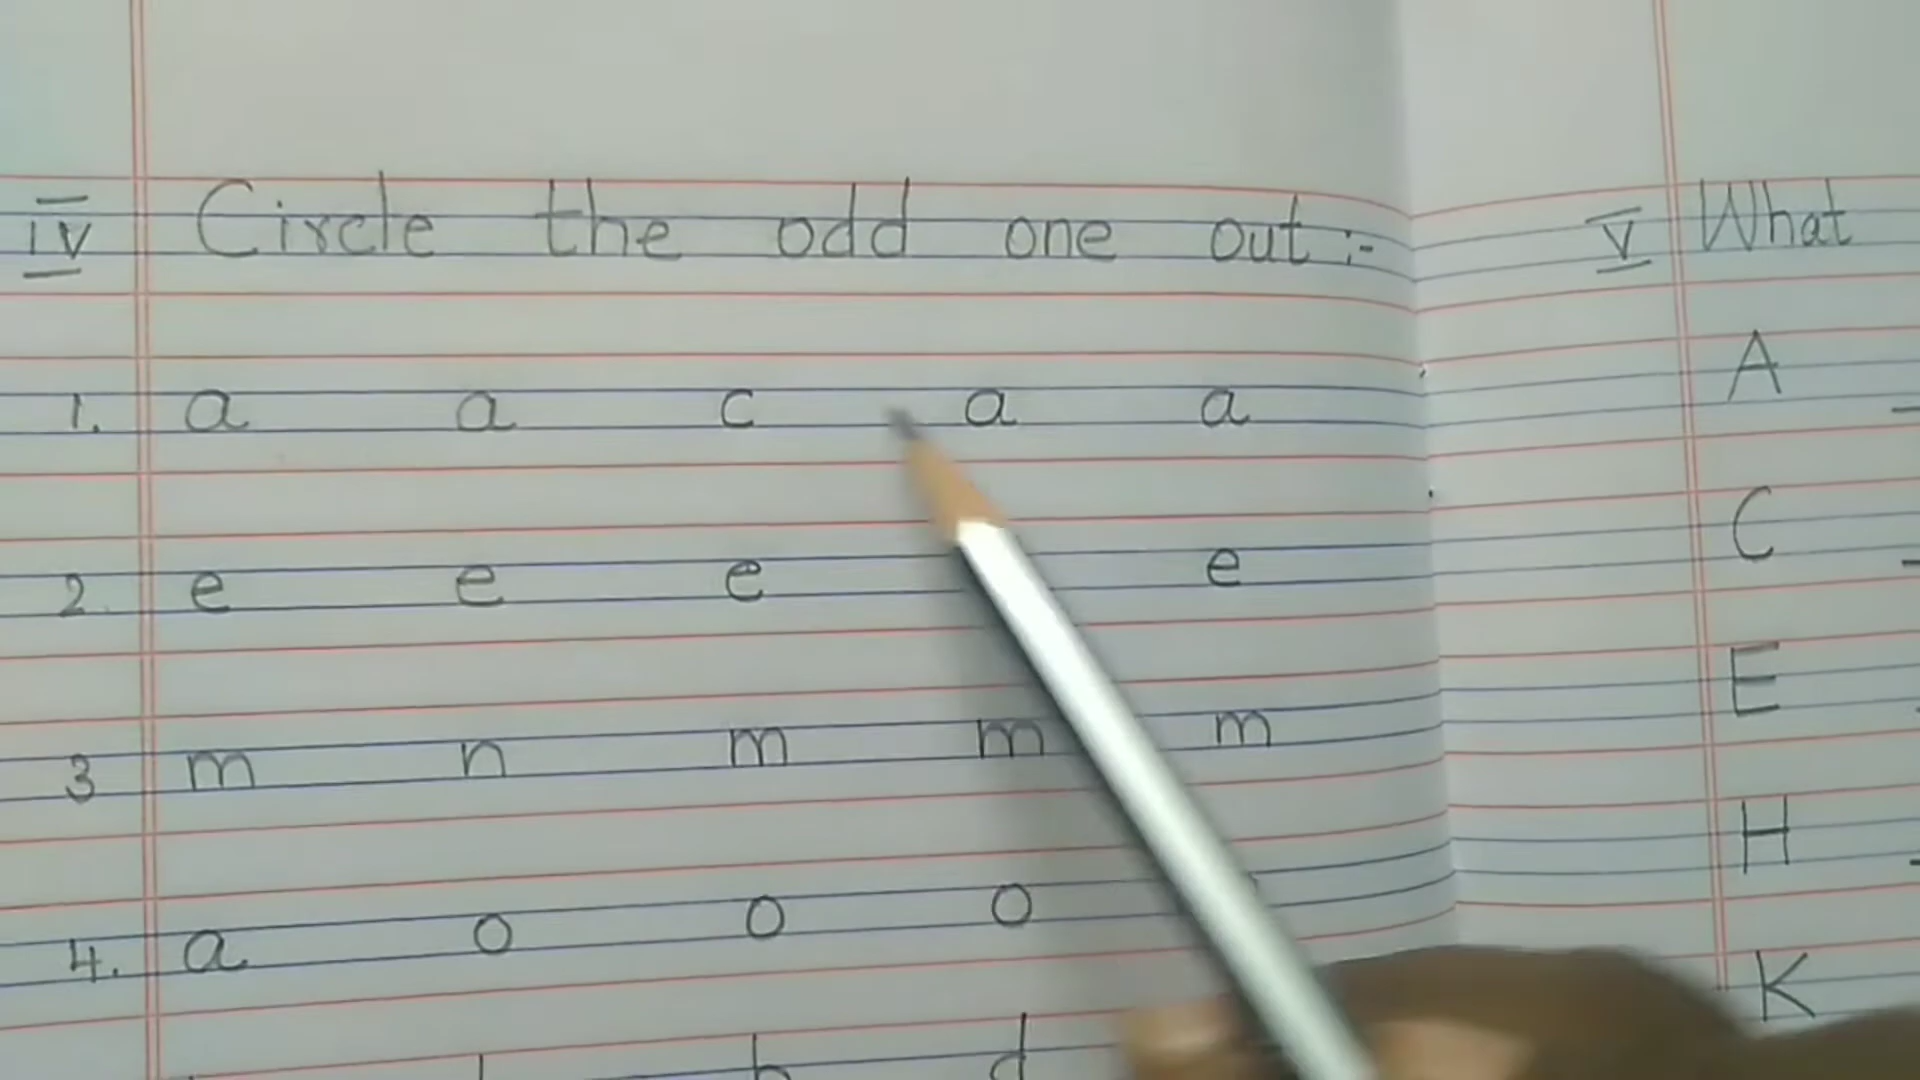 iv Circle the odd one out :-
1. a a c a a
2. e e e e
3 m n m m m
4. a o o o
b d
V What
A
C
E
H
K